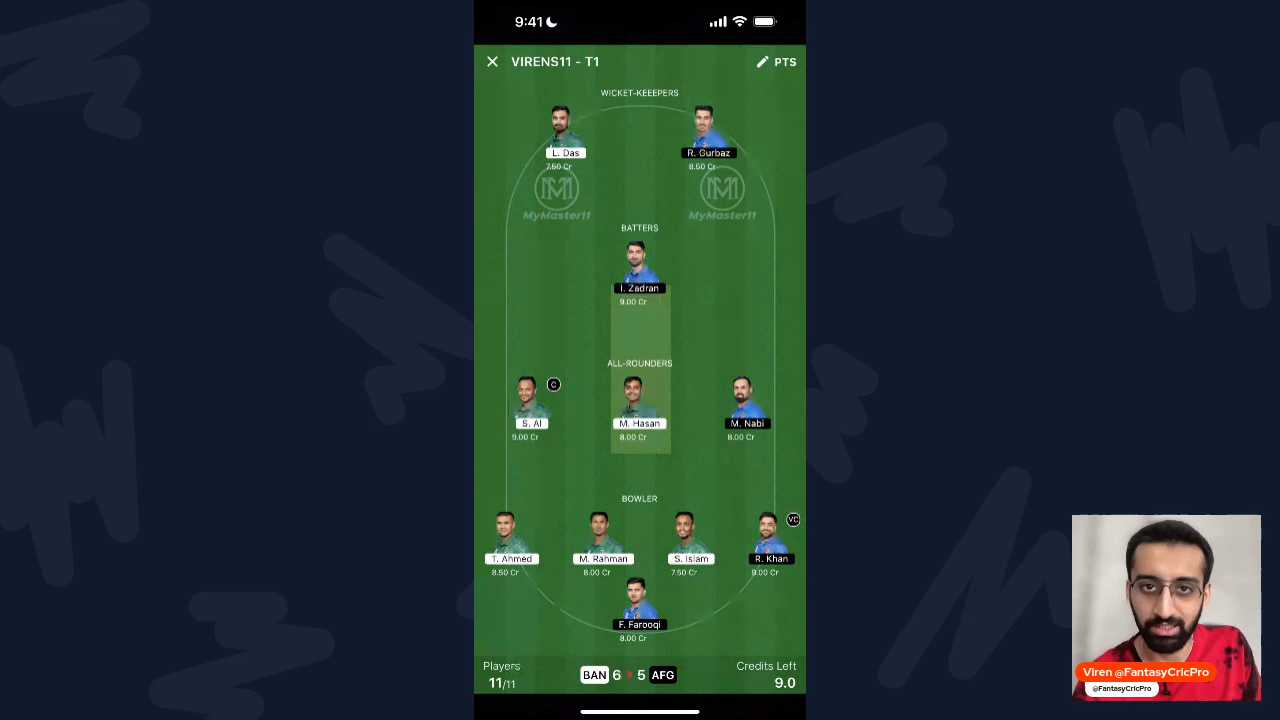 9:41
VIRENS11 - T1
PTS
WICKET-KEEEPERS
L. Das
R. Gurbaz
7.50 Cr
8.50 Cr
MyMaster11
MyMaster11
BATTERS
I. Zadran
9.00 Cr
ALL-ROUNDERS
C
S. Al
M. Hasan
M. Nabi
9.00 Cr
8.00 Cr
8.00 Cr
BOWLER
VC
T. Ahmed
M. Rahman
S. Islam
R. Khan
8.50 Cr
8.00 Cr
7.50 Cr
9.00 Cr
F. Farooqi
8.00 Cr
Players
Credits Left
11/11
BAN 6 5 AFG
9.0
Viren @FantasyCricPro
@FantasyCricPro